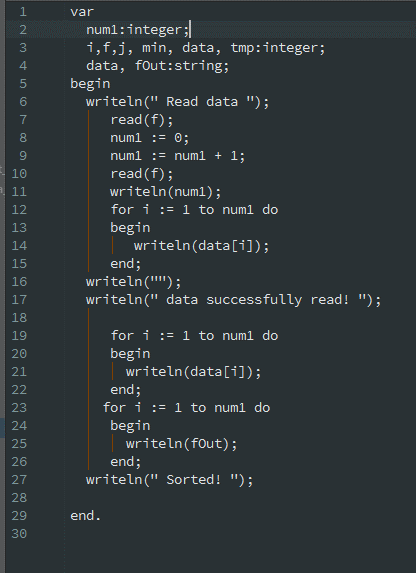 1 var
2 num1:integer;
3 i,f,j, min, data, tmp:integer;
4 data, fOut:string;
5 begin
6 writeln(" Read data ");
7 read(f);
8 num1 := 0;
9 num1 := num1 + 1;
10 read(f);
11 writeln(num1);
12 for i := 1 to num1 do
13 begin
14 writeln(data[i]);
15 end;
16 writeln("");
17 writeln(" data successfully read! ");
18
19 for i := 1 to num1 do
20 begin
21 writeln(data[i]);
22 end;
23 for i := 1 to num1 do
24 begin
25 writeln(fOut);
26 end;
27 writeln(" Sorted! ");
28
29 end.
30